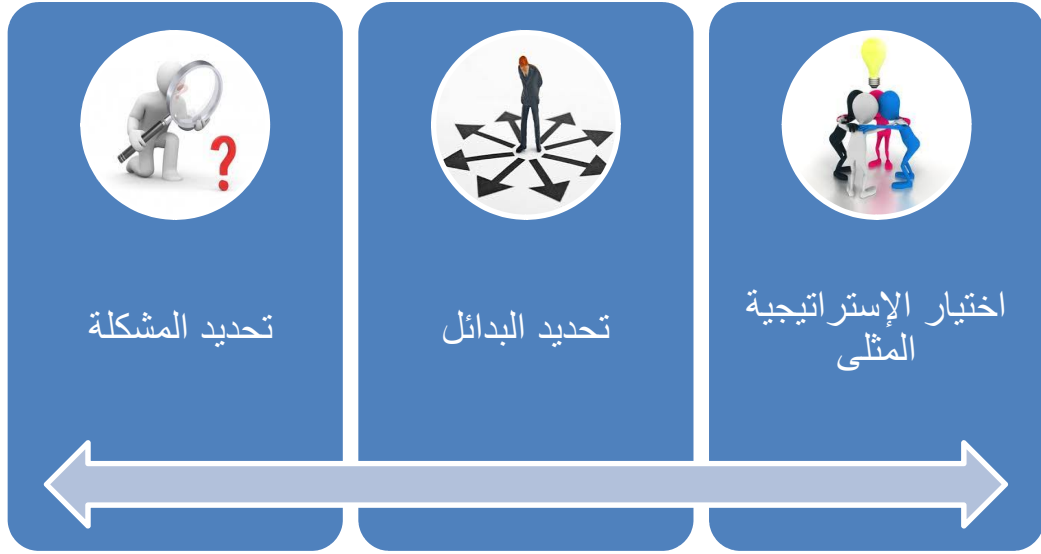 تحديد المشكلة
تحديد البدائل
اختيار الإستراتيجية
المثلى